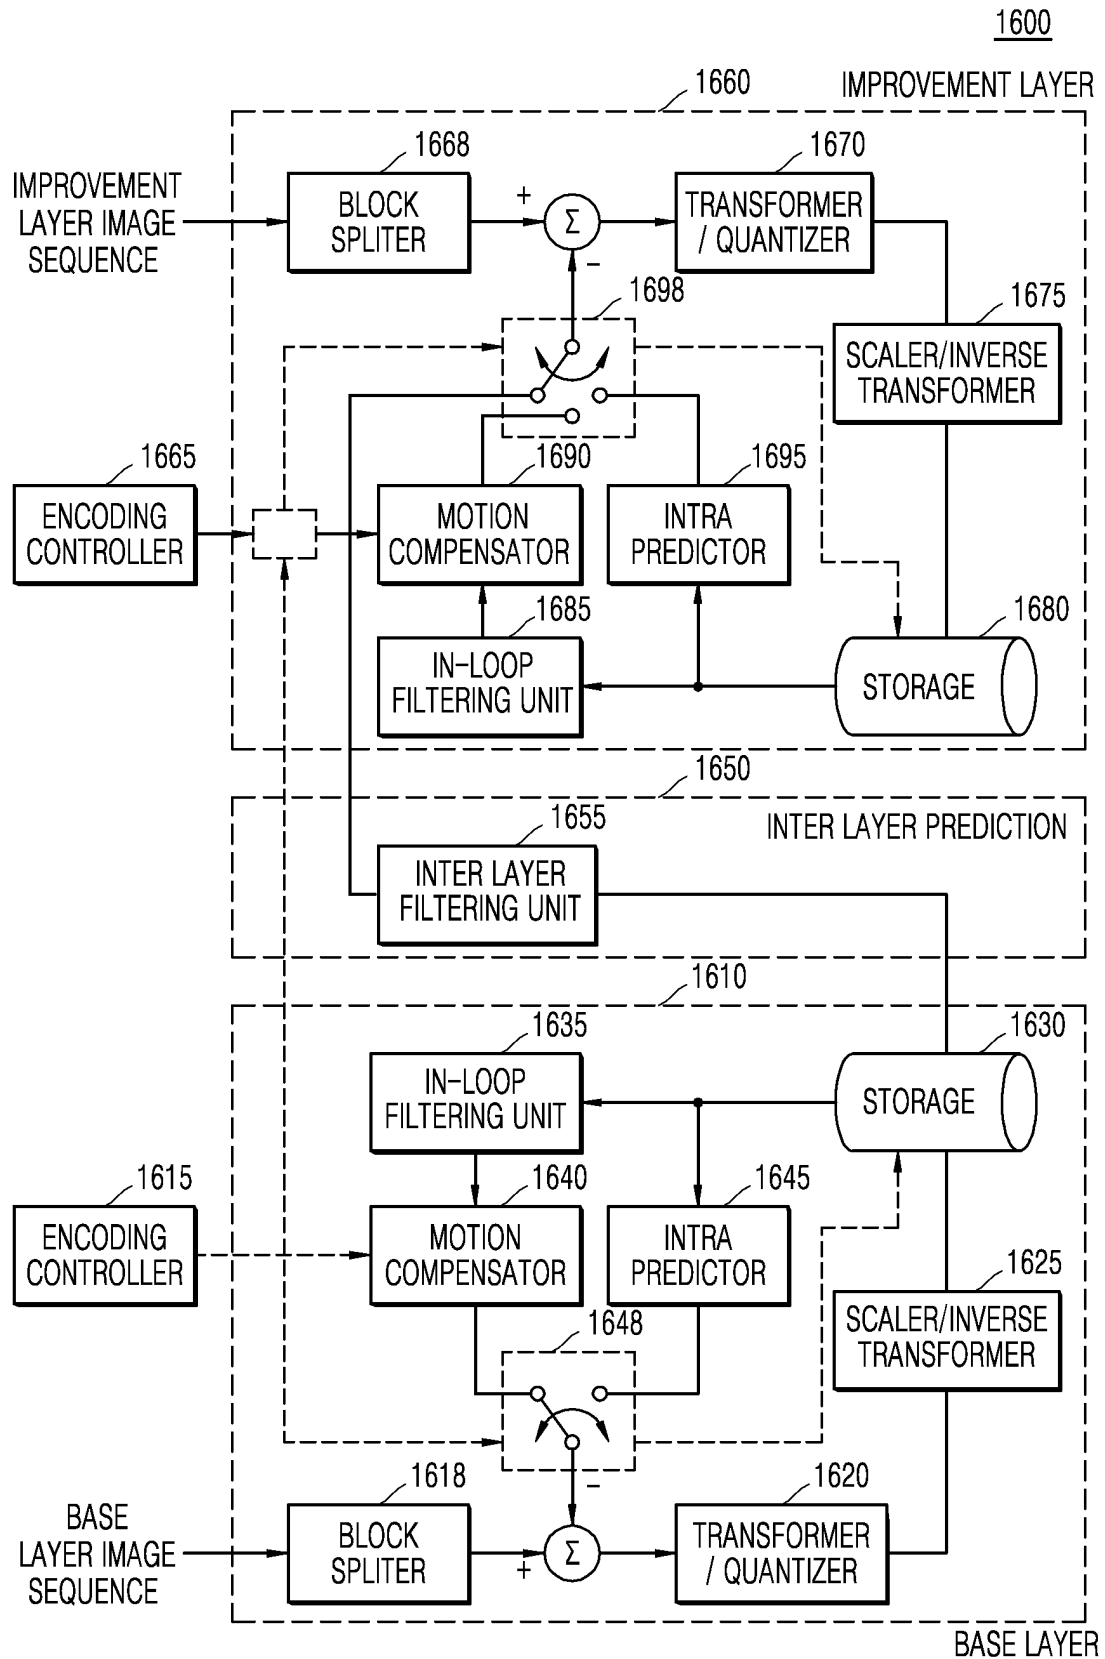 1600
1660
IMPROVEMENT LAYER
1668
1670
IMPROVEMENT
LAYER IMAGE
SEQUENCE
BLOCK
SPLITER
+
Σ
−
TRANSFORMER
/ QUANTIZER
1698
1675
SCALER/INVERSE
TRANSFORMER
1665
1690
1695
ENCODING
CONTROLLER
MOTION
COMPENSATOR
INTRA
PREDICTOR
1685
1680
IN-LOOP
FILTERING UNIT
STORAGE
1650
1655
INTER LAYER PREDICTION
INTER LAYER
FILTERING UNIT
1610
1635
1630
IN-LOOP
FILTERING UNIT
STORAGE
1615
1640
1645
ENCODING
CONTROLLER
MOTION
COMPENSATOR
INTRA
PREDICTOR
1625
1648
SCALER/INVERSE
TRANSFORMER
1618
−
1620
BASE
LAYER IMAGE
SEQUENCE
BLOCK
SPLITER
+
Σ
TRANSFORMER
/ QUANTIZER
BASE LAYER